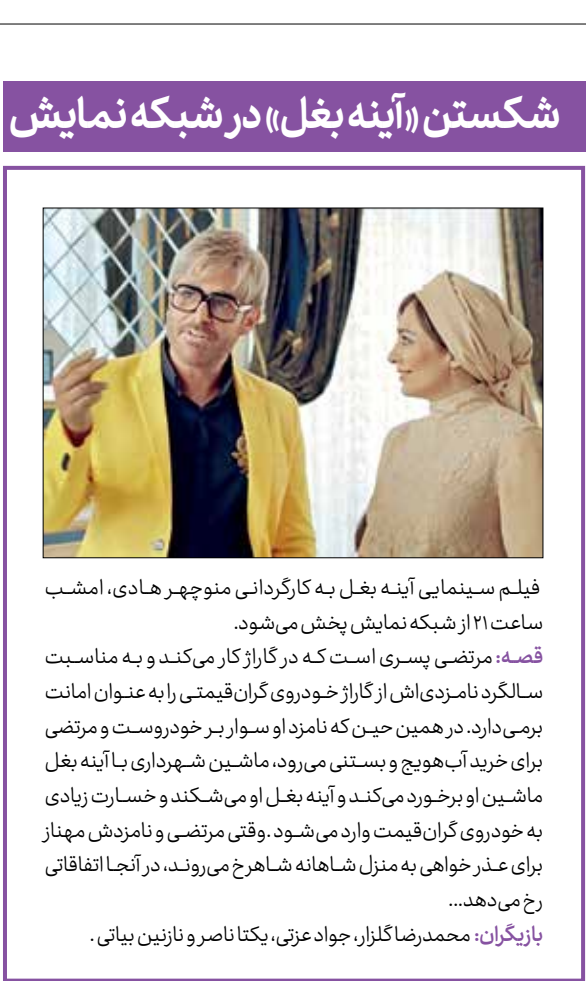 شکستن «آینه بغل» در شبکه نمایش
فیلم سینمایی آینه بغل به کارگردانی منوچهر هادی، امشب
ساعت ۲۱ از شبکه نمایش پخش می‌شود.
قصه: مرتضی پسری است که در گاراژ کار می‌کند و به مناسبت
سالگرد نامزدی‌اش از گاراژ خودروی گران‌قیمتی را به عنوان امانت
برمی‌دارد. در همین حین که نامزد او سوار بر خودروست و مرتضی
برای خرید آب‌هویج و بستنی می‌رود، ماشین شهرداری با آینه بغل
ماشین او برخورد می‌کند و آینه بغل او می‌شکند و خسارت زیادی
به خودروی گران‌قیمت وارد می‌شود .وقتی مرتضی و نامزدش مهناز
برای عذر خواهی به منزل شاهانه شاهرخ می‌روند، در آنجا اتفاقاتی
رخ می‌دهد...
بازیگران: محمدرضا گلزار، جواد عزتی، یکتا ناصر و نازنین بیاتی .